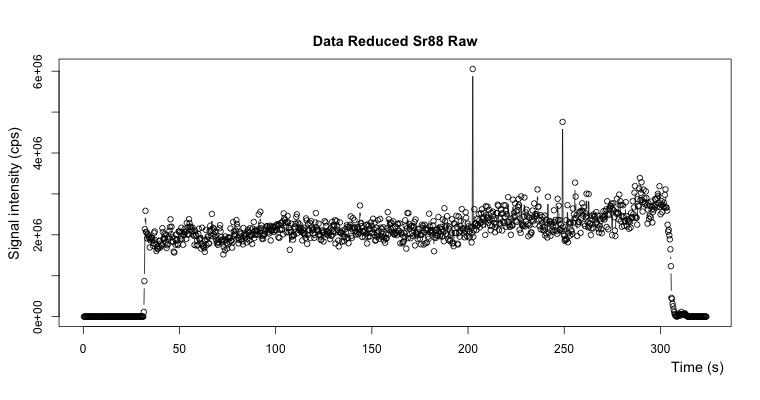 Data Reduced Sr88 Raw
Signal intensity (cps)
6e+06
4e+06
2e+06
0e+00
0 50 100 150 200 250 300
Time (s)